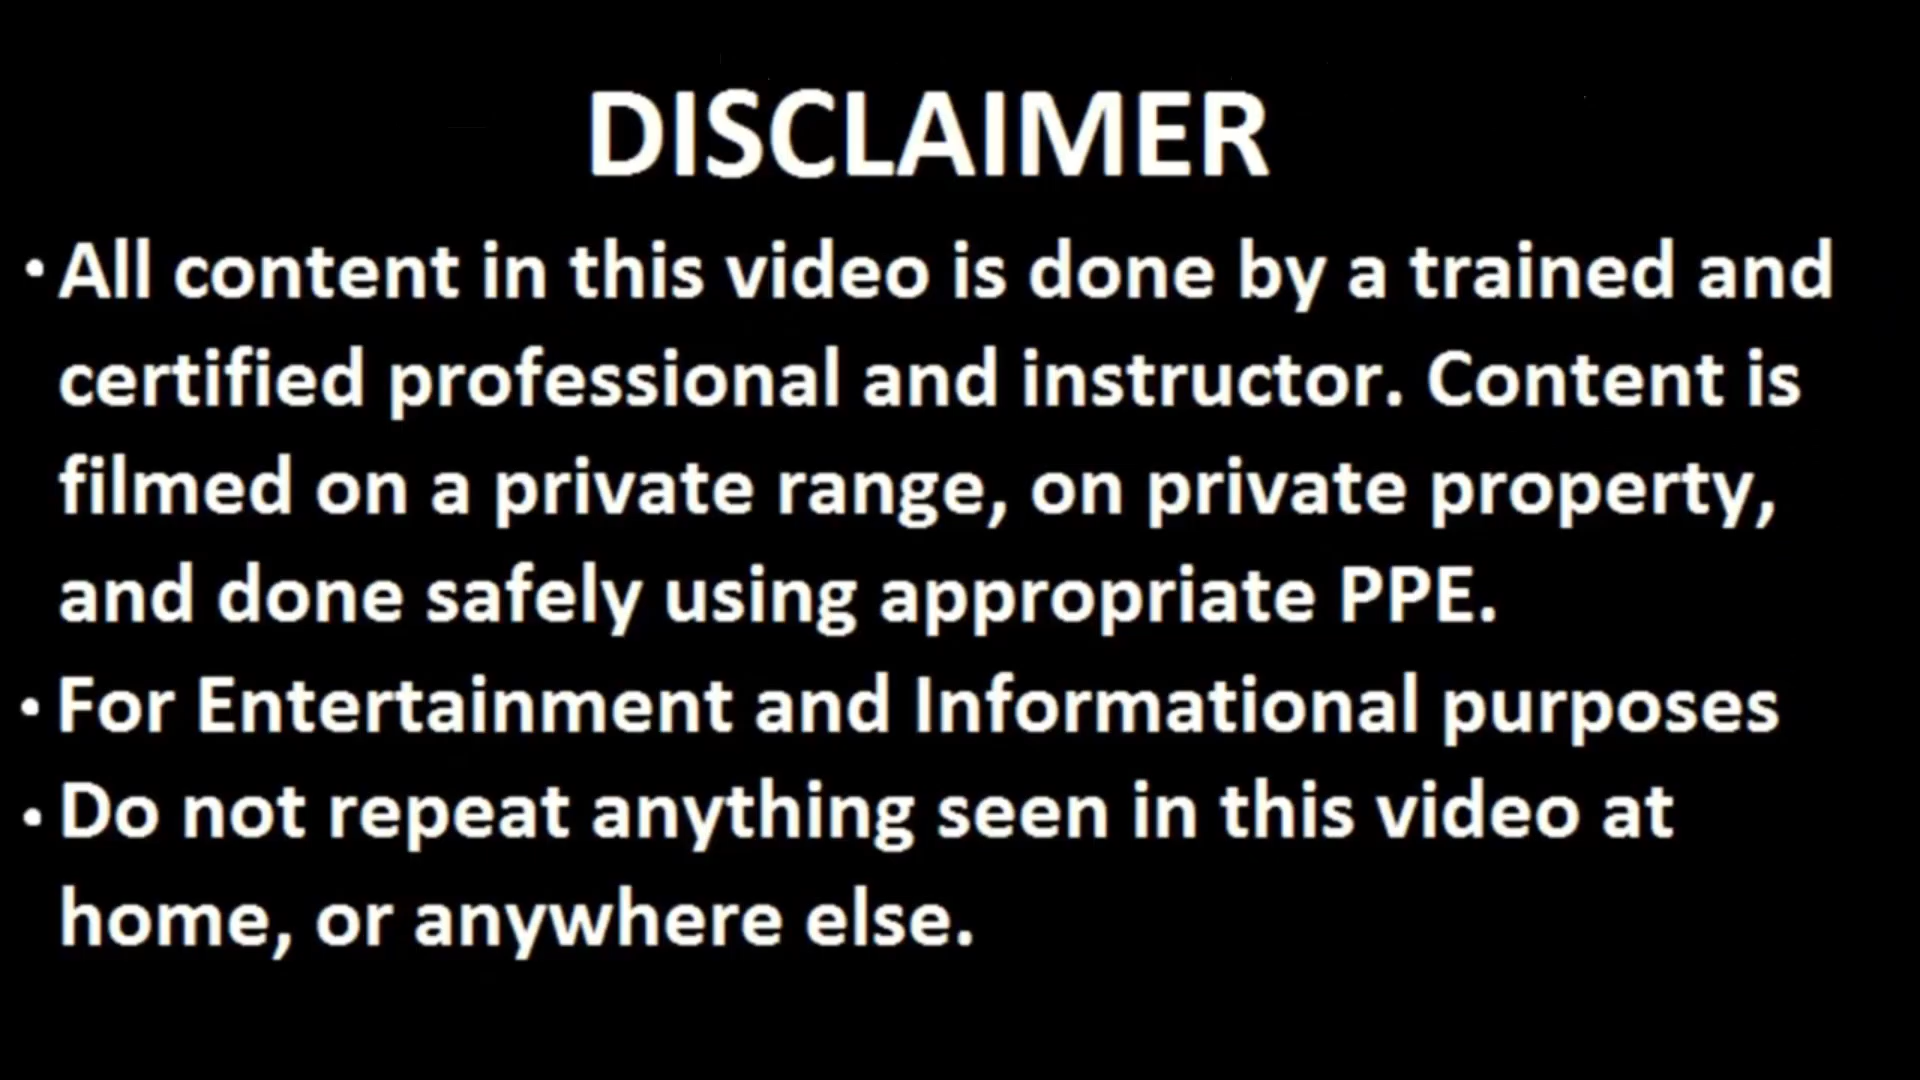 DISCLAIMER
• All content in this video is done by a trained and
certified professional and instructor. Content is
filmed on a private range, on private property,
and done safely using appropriate PPE.
• For Entertainment and Informational purposes
• Do not repeat anything seen in this video at
home, or anywhere else.